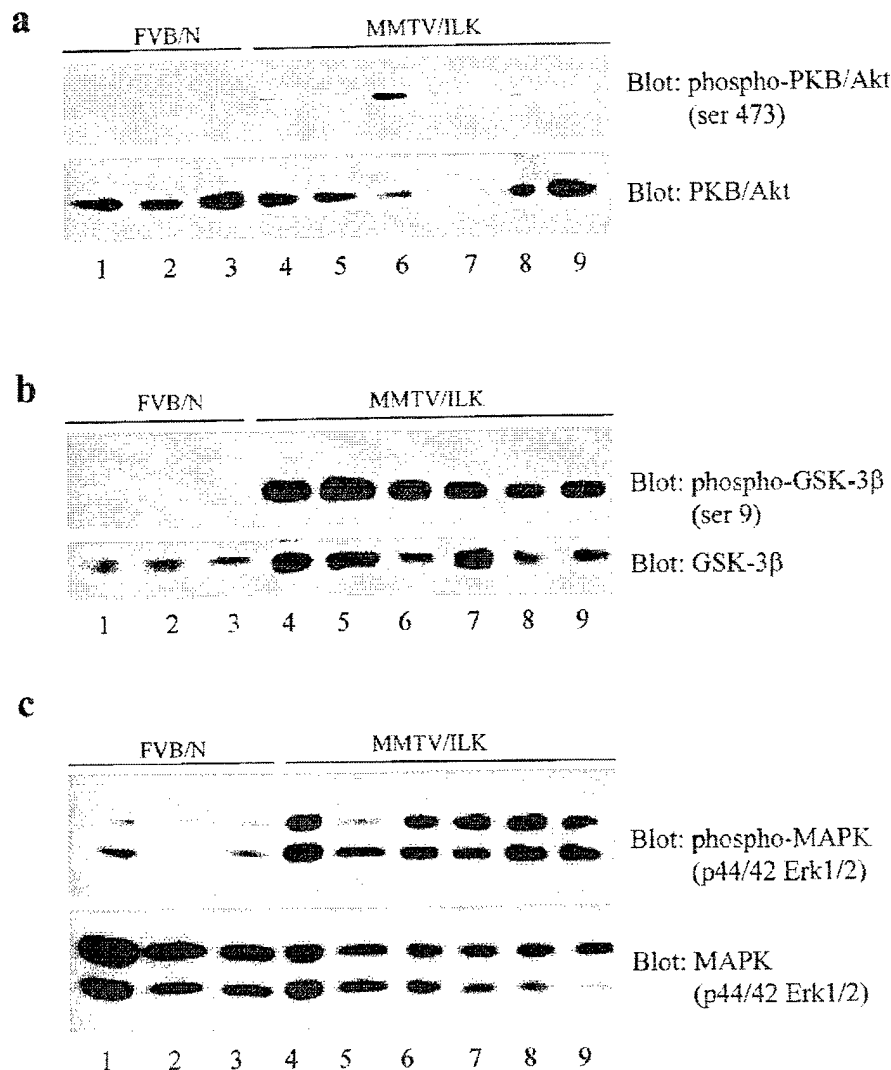 a
FVB/N MMTV/ILK
Blot: phospho-PKB/Akt
(ser 473)
Blot: PKB/Akt
1 2 3 4 5 6 7 8 9
b
FVB/N MMTV/ILK
Blot: phospho-GSK-3β
(ser 9)
Blot: GSK-3β
1 2 3 4 5 6 7 8 9
c
FVB/N MMTV/ILK
Blot: phospho-MAPK
(p44/42 Erk1/2)
Blot: MAPK
(p44/42 Erk1/2)
1 2 3 4 5 6 7 8 9